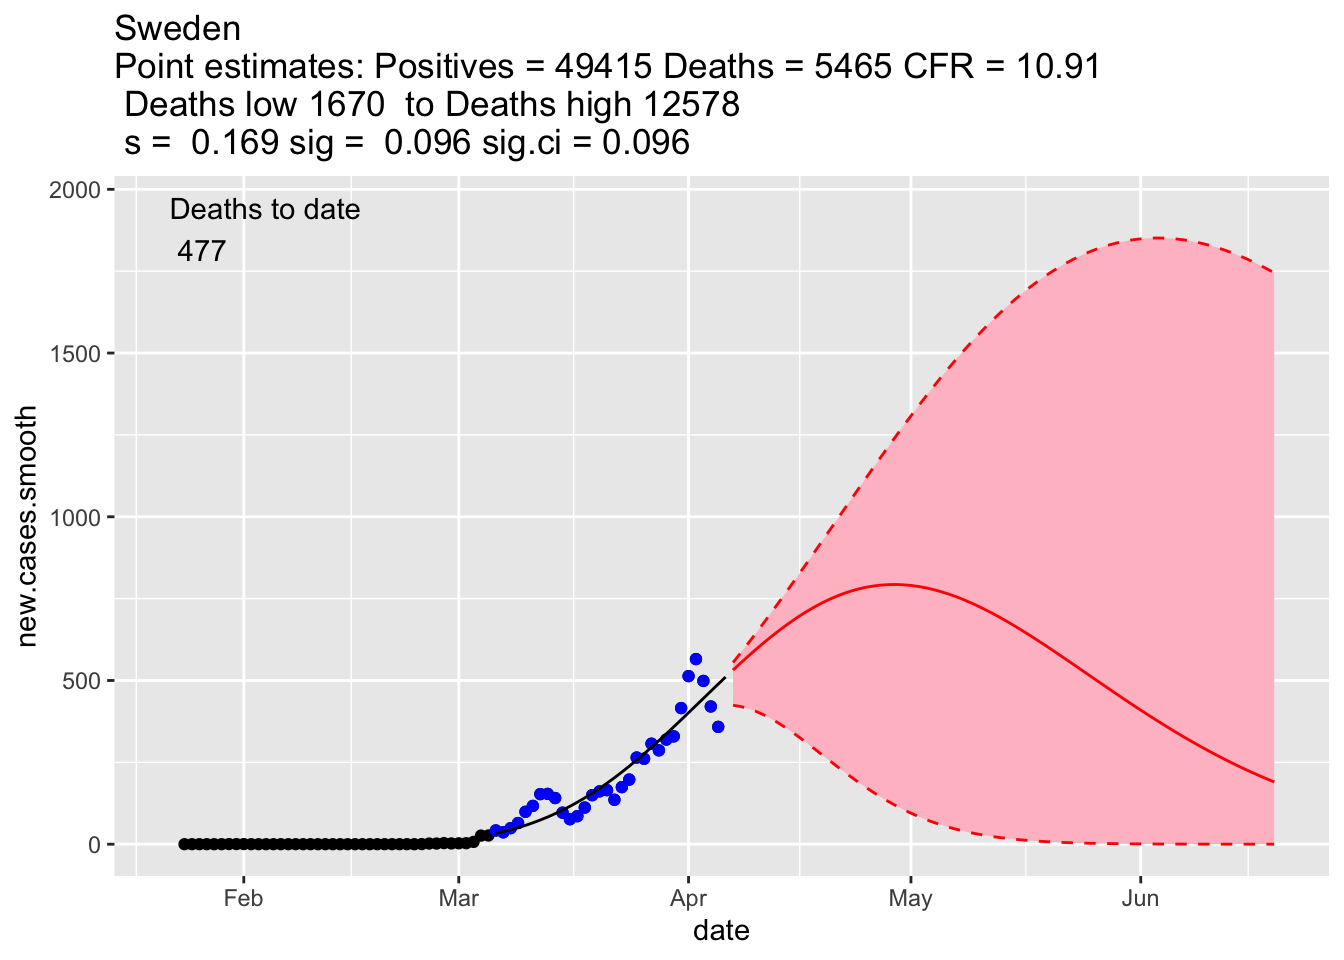 Sweden
Point estimates: Positives = 49415 Deaths = 5465 CFR = 10.91
Deaths low 1670  to Deaths high 12578
s =  0.169 sig =  0.096 sig.ci = 0.096
Deaths to date
477
2000
1500
1000
500
0
new.cases.smooth
Feb Mar Apr May Jun
date